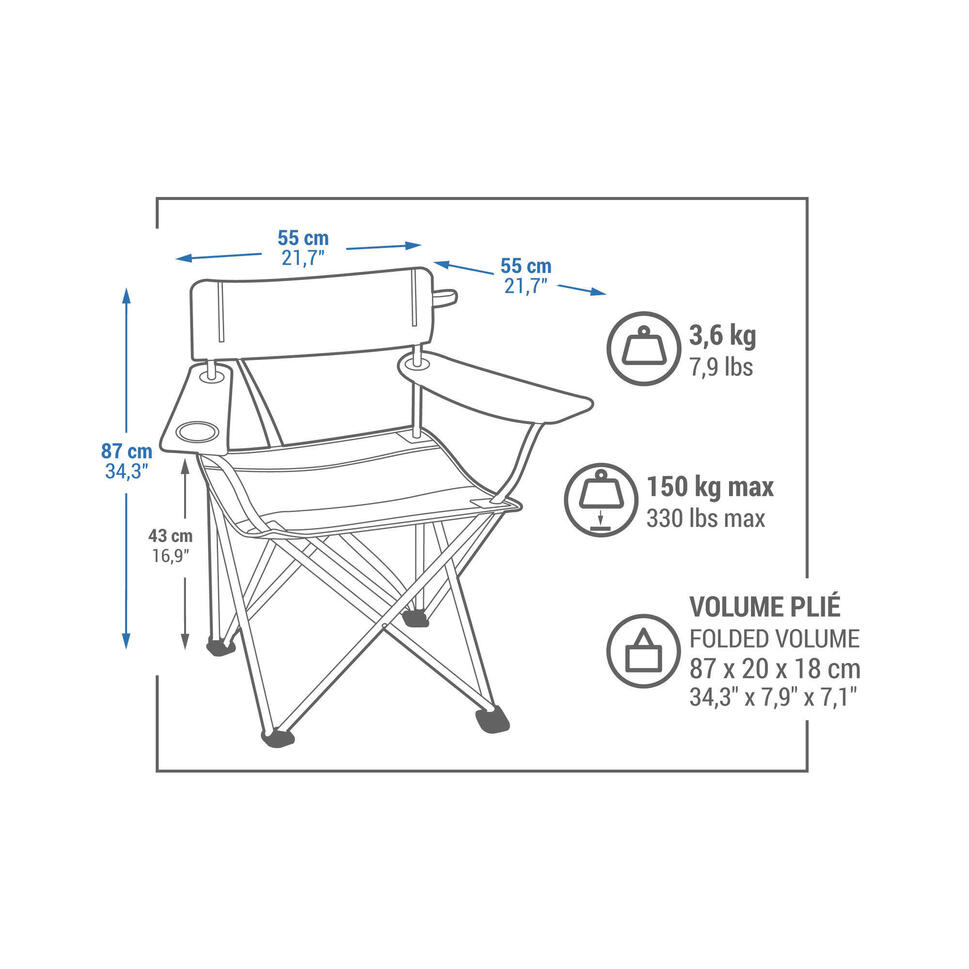 55 cm
21,7”
55 cm
21,7”
3,6 kg
7,9 lbs
87 cm
34,3”
150 kg max
330 lbs max
43 cm
16,9”
VOLUME PLIÉ
FOLDED VOLUME
87 x 20 x 18 cm
34,3" x 7,9" x 7,1"